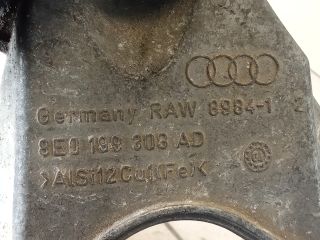 Germany RAW 8984-1 2
8E0 199 308 AD
>AlSi12Cu1(Fe)<